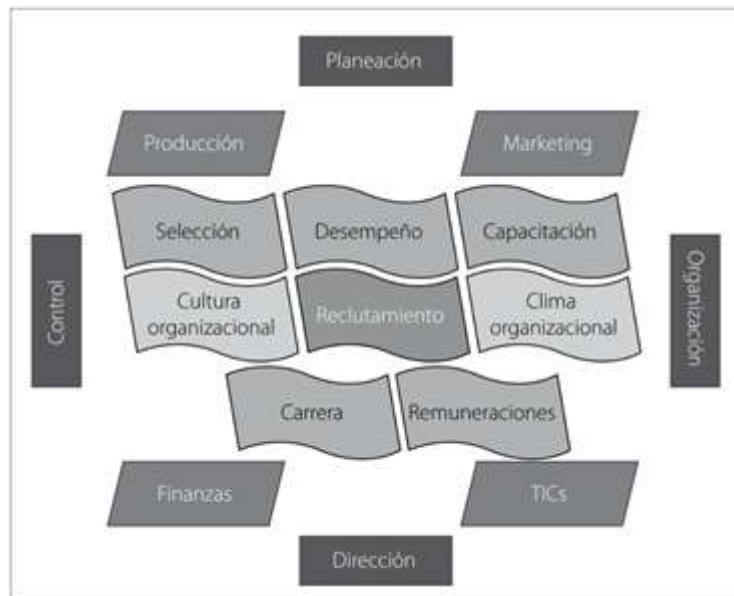 Planeación
Producción
Marketing
Selección
Desempeño
Capacitación
Control
Organización
Cultura
organizacional
Reclutamiento
Clima
organizacional
Carrera
Remuneraciones
Finanzas
TICs
Dirección